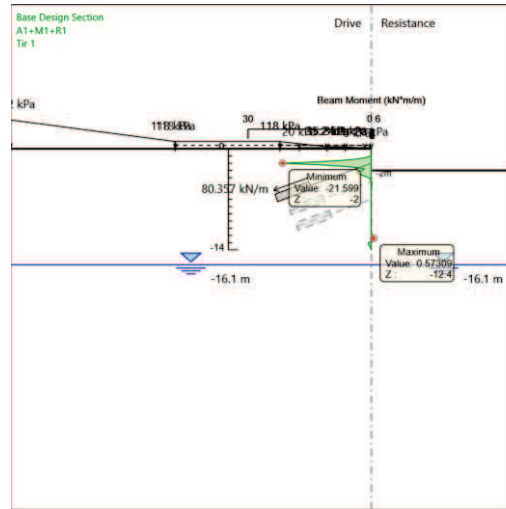 Base Design Section
A1+M1+R1
Tir 1
Drive
Resistance
Beam Moment (kN*m/m)
30
0.6
kPa
118 kPa
0
-2m
Minimum
Value: -21.599
Z : -2
80.357 kN/m
-14
Maximum
Value: 0.57309
Z : -12.4
-16.1 m
-16.1 m